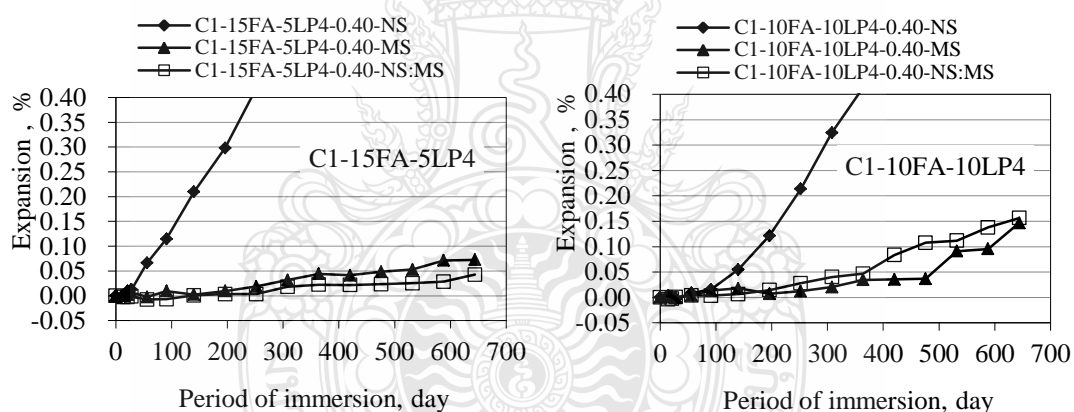 C1-15FA-5LP4-0.40-NS
C1-15FA-5LP4-0.40-MS
C1-15FA-5LP4-0.40-NS:MS
0.40
0.35
0.30
0.25
0.20
0.15
0.10
0.05
0.00
-0.05
Expansion , %
C1-15FA-5LP4
0 100 200 300 400 500 600 700
Period of immersion, day
C1-10FA-10LP4-0.40-NS
C1-10FA-10LP4-0.40-MS
C1-10FA-10LP4-0.40-NS:MS
0.40
0.35
0.30
0.25
0.20
0.15
0.10
0.05
0.00
-0.05
Expansion , %
C1-10FA-10LP4
0 100 200 300 400 500 600 700
Period of immersion, day